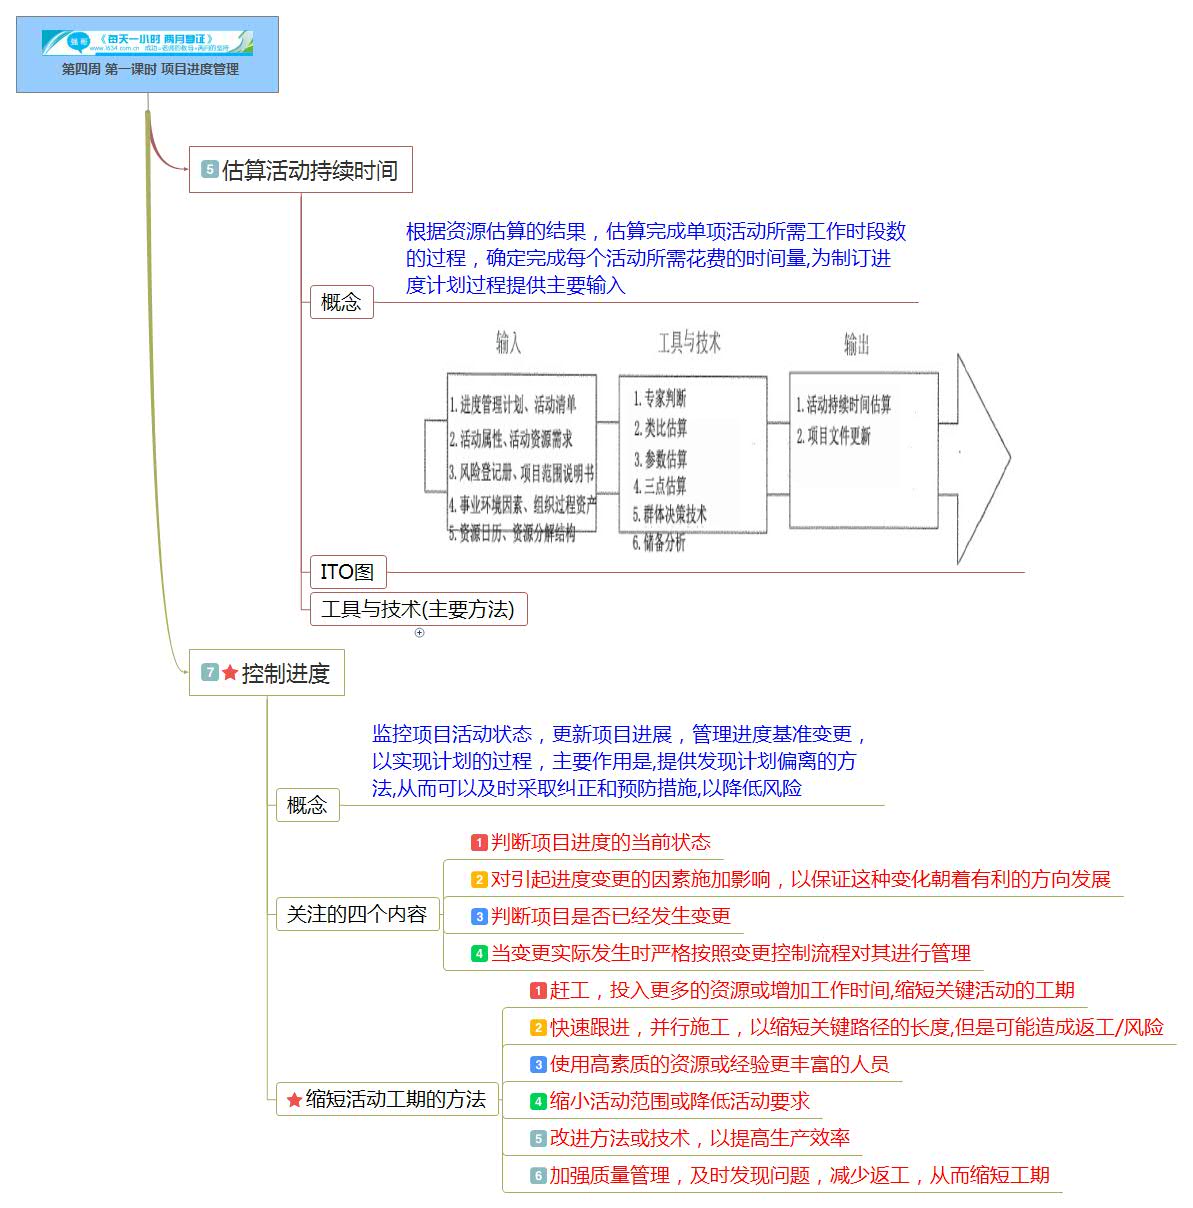 强哥
《每天一小时 两月拿证》
www.l634.com.cn
第四周 第一课时 项目进度管理
5 估算活动持续时间
根据资源估算的结果，估算完成单项活动所需工作时段数
的过程，确定完成每个活动所需花费的时间量,为制订进
度计划过程提供主要输入
概念
输入
工具与技术
输出
1.进度管理计划、活动清单
2.活动属性、活动资源需求
3.风险登记册、项目范围说明书
4.事业环境因素、组织过程资产
5.资源日历、资源分解结构
1.专家判断
2.类比估算
3.参数估算
4.三点估算
5.群体决策技术
6.储备分析
1.活动持续时间估算
2.项目文件更新
ITO图
工具与技术(主要方法)
7 控制进度
监控项目活动状态，更新项目进展，管理进度基准变更，
以实现计划的过程，主要作用是,提供发现计划偏离的方
法,从而可以及时采取纠正和预防措施,以降低风险
概念
关注的四个内容
1 判断项目进度的当前状态
2 对引起进度变更的因素施加影响，以保证这种变化朝着有利的方向发展
3 判断项目是否已经发生变更
4 当变更实际发生时严格按照变更控制流程对其进行管理
缩短活动工期的方法
1 赶工，投入更多的资源或增加工作时间,缩短关键活动的工期
2 快速跟进，并行施工，以缩短关键路径的长度,但是可能造成返工/风险
3 使用高素质的资源或经验更丰富的人员
4 缩小活动范围或降低活动要求
5 改进方法或技术，以提高生产效率
6 加强质量管理，及时发现问题，减少返工，从而缩短工期